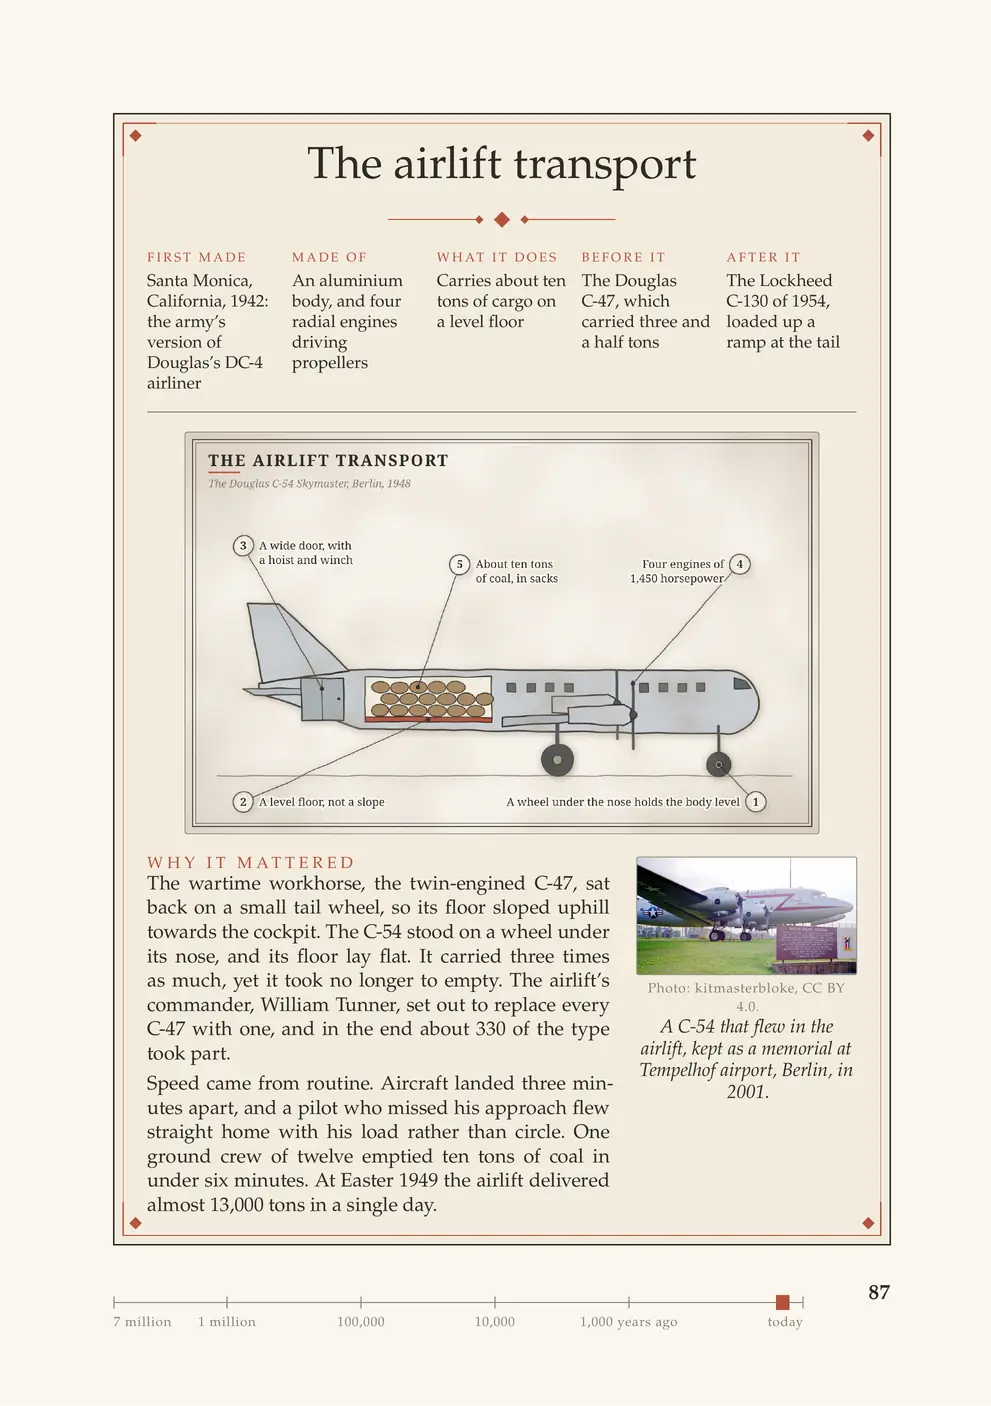 The airlift transport
FIRST MADE
Santa Monica,
California, 1942:
the army's
version of
Douglas's DC-4
airliner
MADE OF
An aluminium
body, and four
radial engines
driving
propellers
WHAT IT DOES
Carries about ten
tons of cargo on
a level floor
BEFORE IT
The Douglas
C-47, which
carried three and
a half tons
AFTER IT
The Lockheed
C-130 of 1954,
loaded up a
ramp at the tail
THE AIRLIFT TRANSPORT
The Douglas C-54 Skymaster, Berlin, 1948
3 A wide door, with
a hoist and winch
5 About ten tons
of coal, in sacks
Four engines of 4
1,450 horsepower
2 A level floor, not a slope
A wheel under the nose holds the body level 1
WHY IT MATTERED
The wartime workhorse, the twin-engined C-47, sat
back on a small tail wheel, so its floor sloped uphill
towards the cockpit. The C-54 stood on a wheel under
its nose, and its floor lay flat. It carried three times
as much, yet it took no longer to empty. The airlift's
commander, William Tunner, set out to replace every
C-47 with one, and in the end about 330 of the type
took part.
Speed came from routine. Aircraft landed three min-
utes apart, and a pilot who missed his approach flew
straight home with his load rather than circle. One
ground crew of twelve emptied ten tons of coal in
under six minutes. At Easter 1949 the airlift delivered
almost 13,000 tons in a single day.
Photo: kitmasterbloke, CC BY
4.0.
A C-54 that flew in the
airlift, kept as a memorial at
Tempelhof airport, Berlin, in
2001.
87
7 million 1 million 100,000 10,000 1,000 years ago today